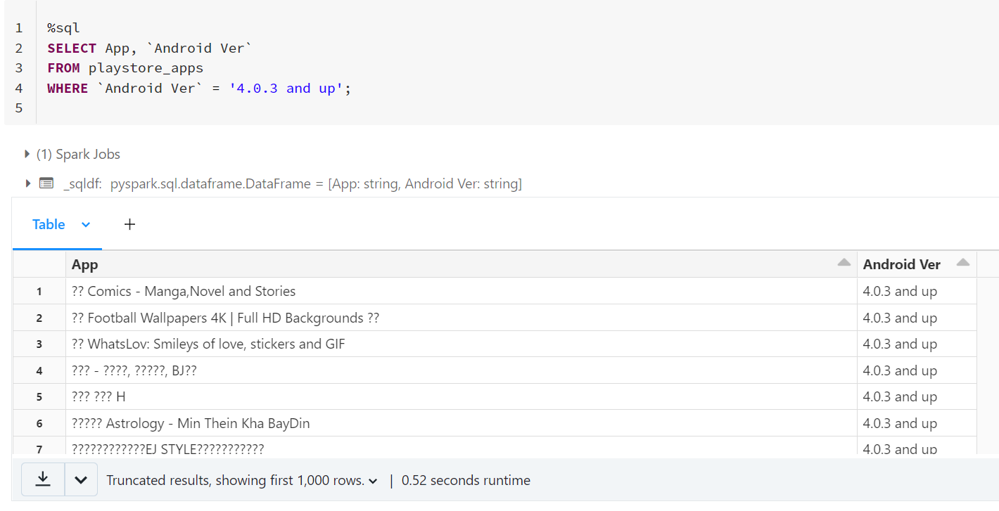 1 %sql
2 SELECT App, `Android Ver`
3 FROM playstore_apps
4 WHERE `Android Ver` = '4.0.3 and up';
5
(1) Spark Jobs
_sqldf: pyspark.sql.dataframe.DataFrame = [App: string, Android Ver: string]
Table +
App Android Ver
1 ?? Comics - Manga,Novel and Stories 4.0.3 and up
2 ?? Football Wallpapers 4K | Full HD Backgrounds ?? 4.0.3 and up
3 ?? WhatsLov: Smileys of love, stickers and GIF 4.0.3 and up
4 ??? - ????, ?????, BJ?? 4.0.3 and up
5 ??? ??? H 4.0.3 and up
6 ????? Astrology - Min Thein Kha BayDin 4.0.3 and up
7 ????????????EJ STYLE??????????? 4.0.3 and up
Truncated results, showing first 1,000 rows. | 0.52 seconds runtime